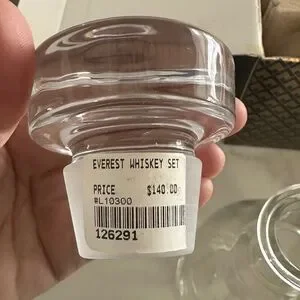 EVEREST WHISKEY SET
PRICE $140.00
#L10300
126291